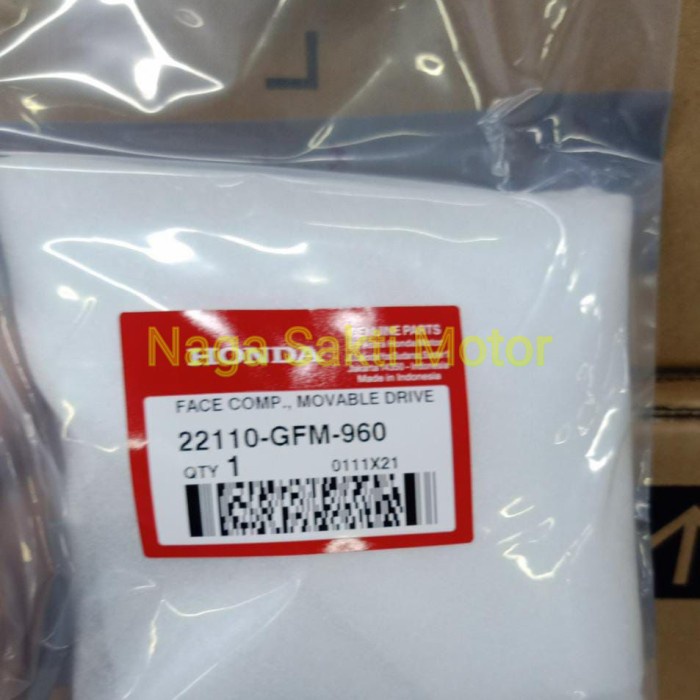 L
Naga Sakti Motor
HONDA
GENUINE PARTS
Made in Indonesia
FACE COMP., MOVABLE DRIVE
22110-GFM-960
QTY 1 0111X21